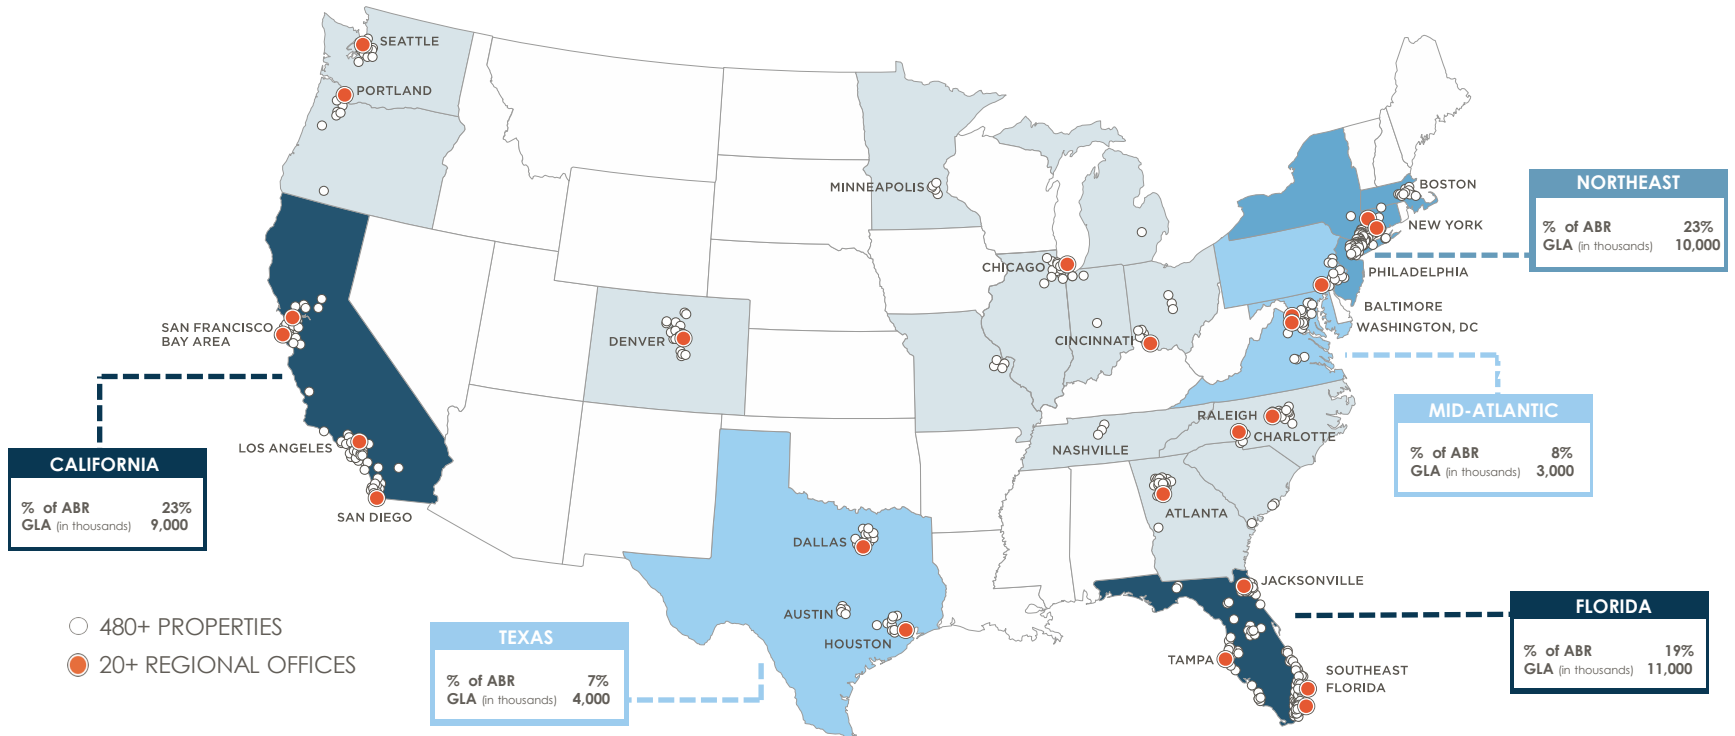 SEATTLE
PORTLAND
MINNEAPOLIS
BOSTON
NEW YORK
NORTHEAST
% of ABR 23%
GLA (in thousands) 10,000
CHICAGO
PHILADELPHIA
BALTIMORE
WASHINGTON, DC
SAN FRANCISCO
BAY AREA
DENVER
CINCINNATI
MID-ATLANTIC
% of ABR 8%
GLA (in thousands) 3,000
RALEIGH
CHARLOTTE
NASHVILLE
LOS ANGELES
CALIFORNIA
% of ABR 23%
GLA (in thousands) 9,000
SAN DIEGO
ATLANTA
DALLAS
JACKSONVILLE
AUSTIN
HOUSTON
FLORIDA
% of ABR 19%
GLA (in thousands) 11,000
480+ PROPERTIES
20+ REGIONAL OFFICES
TEXAS
% of ABR 7%
GLA (in thousands) 4,000
TAMPA
SOUTHEAST
FLORIDA